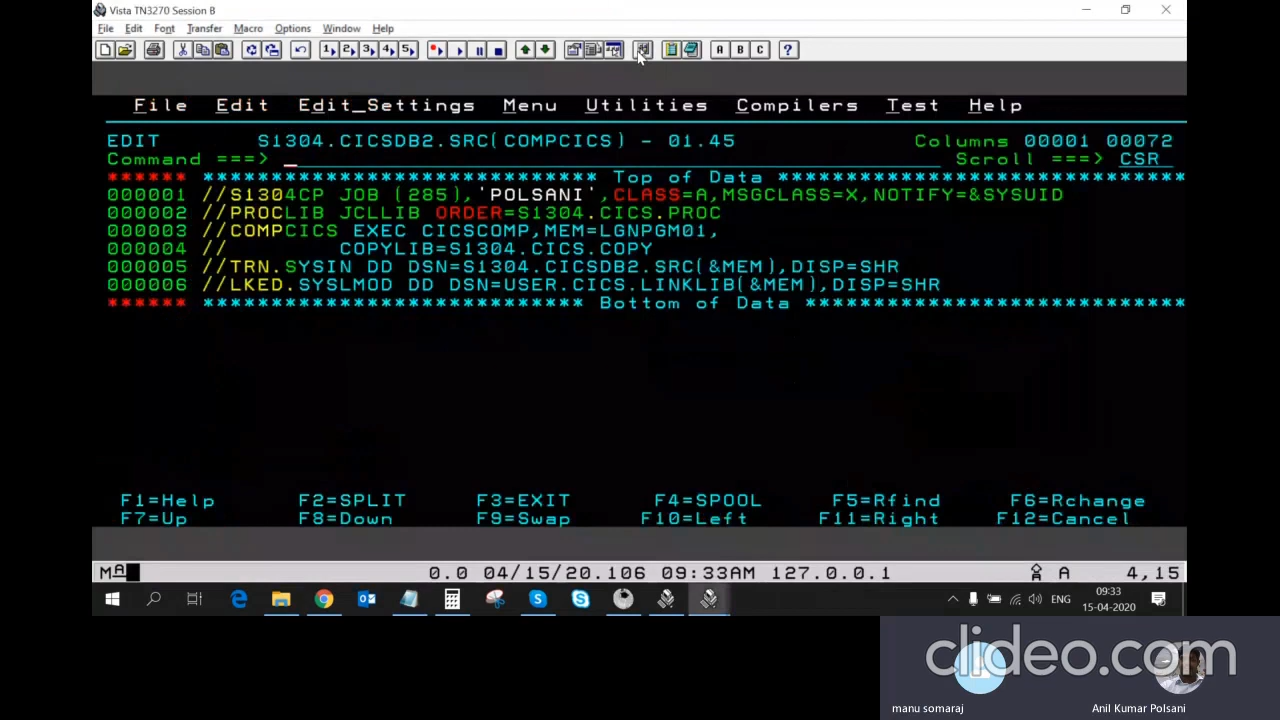 Vista TN3270 Session B
File Edit Font Transfer Macro Options Window Help
1 2 3 4 5 A B C ?
File Edit Edit_Settings Menu Utilities Compilers Test Help
EDIT S1304.CICSDB2.SRC(COMPCICS) - 01.45 Columns 00001 00072
Command ===> _ Scroll ===> CSR
****** **************************** Top of Data ******************************
000001 //S1304CP JOB (285),'POLSANI',CLASS=A,MSGCLASS=X,NOTIFY=&SYSUID
000002 //PROCLIB JCLLIB ORDER=S1304.CICS.PROC
000003 //COMPCICS EXEC CICSCOMP,MEM=LGNPGM01,
000004 // COPYLIB=S1304.CICS.COPY
000005 //TRN.SYSIN DD DSN=S1304.CICSDB2.SRC(&MEM),DISP=SHR
000006 //LKED.SYSLMOD DD DSN=USER.CICS.LINKLIB(&MEM),DISP=SHR
****** *************************** Bottom of Data ****************************
F1=Help F2=SPLIT F3=EXIT F4=SPOOL F5=Rfind F6=Rchange
F7=Up F8=Down F9=Swap F10=Left F11=Right F12=Cancel
MA 0.0 04/15/20.106 09:33AM 127.0.0.1 A 4,15
ENG 09:33
15-04-2020
clideo.com
manu somaraj Anil Kumar Polsani